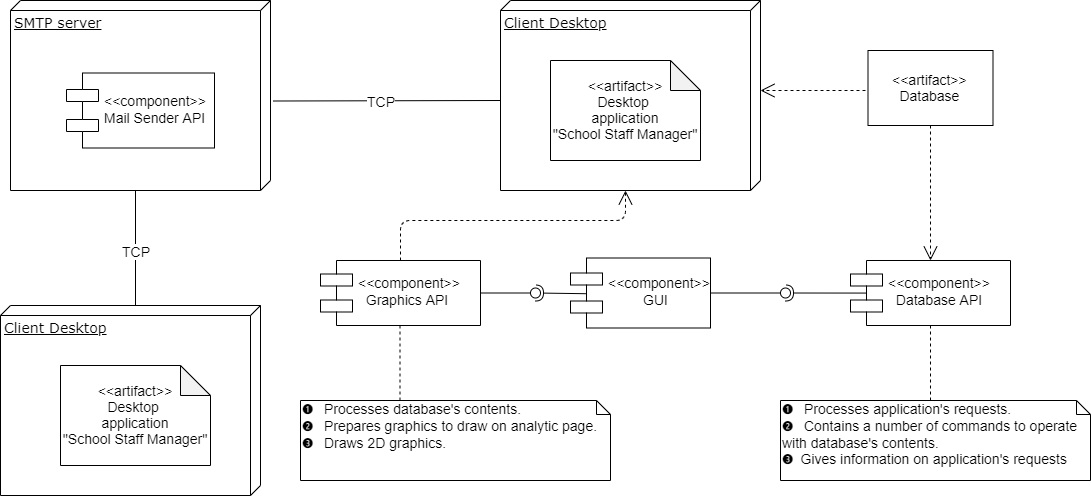 SMTP server
<<component>>
Mail Sender API
TCP
Client Desktop
<<artifact>>
Desktop
application
"School Staff Manager"
<<artifact>>
Database
TCP
<<component>>
Graphics API
<<component>>
GUI
<<component>>
Database API
Client Desktop
<<artifact>>
Desktop
application
"School Staff Manager"
❶ Processes database's contents.
❷ Prepares graphics to draw on analytic page.
❸ Draws 2D graphics.
❶ Processes application's requests.
❷ Contains a number of commands to operate
with database's contents.
❸ Gives information on application's requests